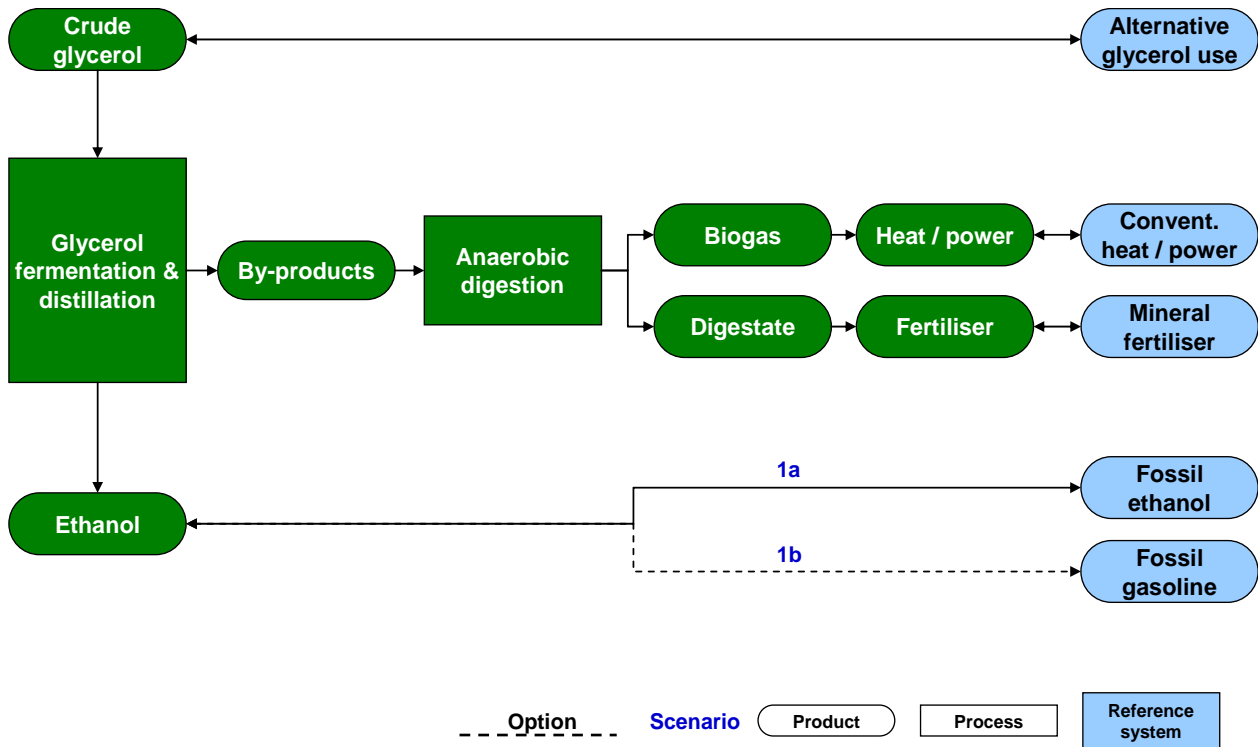 Crude
glycerol
Alternative
glycerol use
Glycerol
fermentation &
distillation
By-products
Anaerobic
digestion
Biogas
Heat / power
Convent.
heat / power
Digestate
Fertiliser
Mineral
fertiliser
1a
Fossil
ethanol
Ethanol
1b
Fossil
gasoline
Option
Scenario
Product
Process
Reference
system